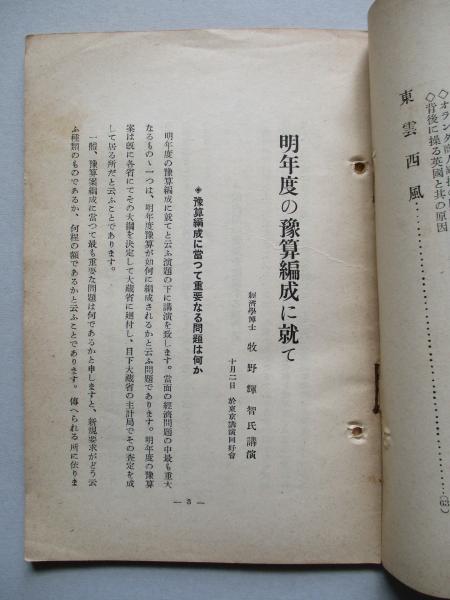 ◇背後に操る英國と其の原因
東雲西風……………………(63)
明年度の豫算編成に就て
經濟學博士 牧野輝智氏講演
十月二日 於東京講演同好會
◈豫算編成に當つて重要なる問題は何か
明年度の豫算編成に就てと云ふ演題の下に講演を致します。當面の經濟問題の中最も重大
なるものゝ一つは、明年度豫算が如何に編成されるかと云ふ問題であります。明年度の豫算
案は既に各省にてその大綱を決定して大藏省に廻付し、目下大藏省の主計局でその査定を成
して居る所だと云ふことであります。
一體、豫算案編成に當つて最も重要な問題は何であるかと申しますと、新規要求がどう云
ふ種類のものであるか、何程の額であるかと云ふことであります。傳へられる所に依りま
― 3 ―